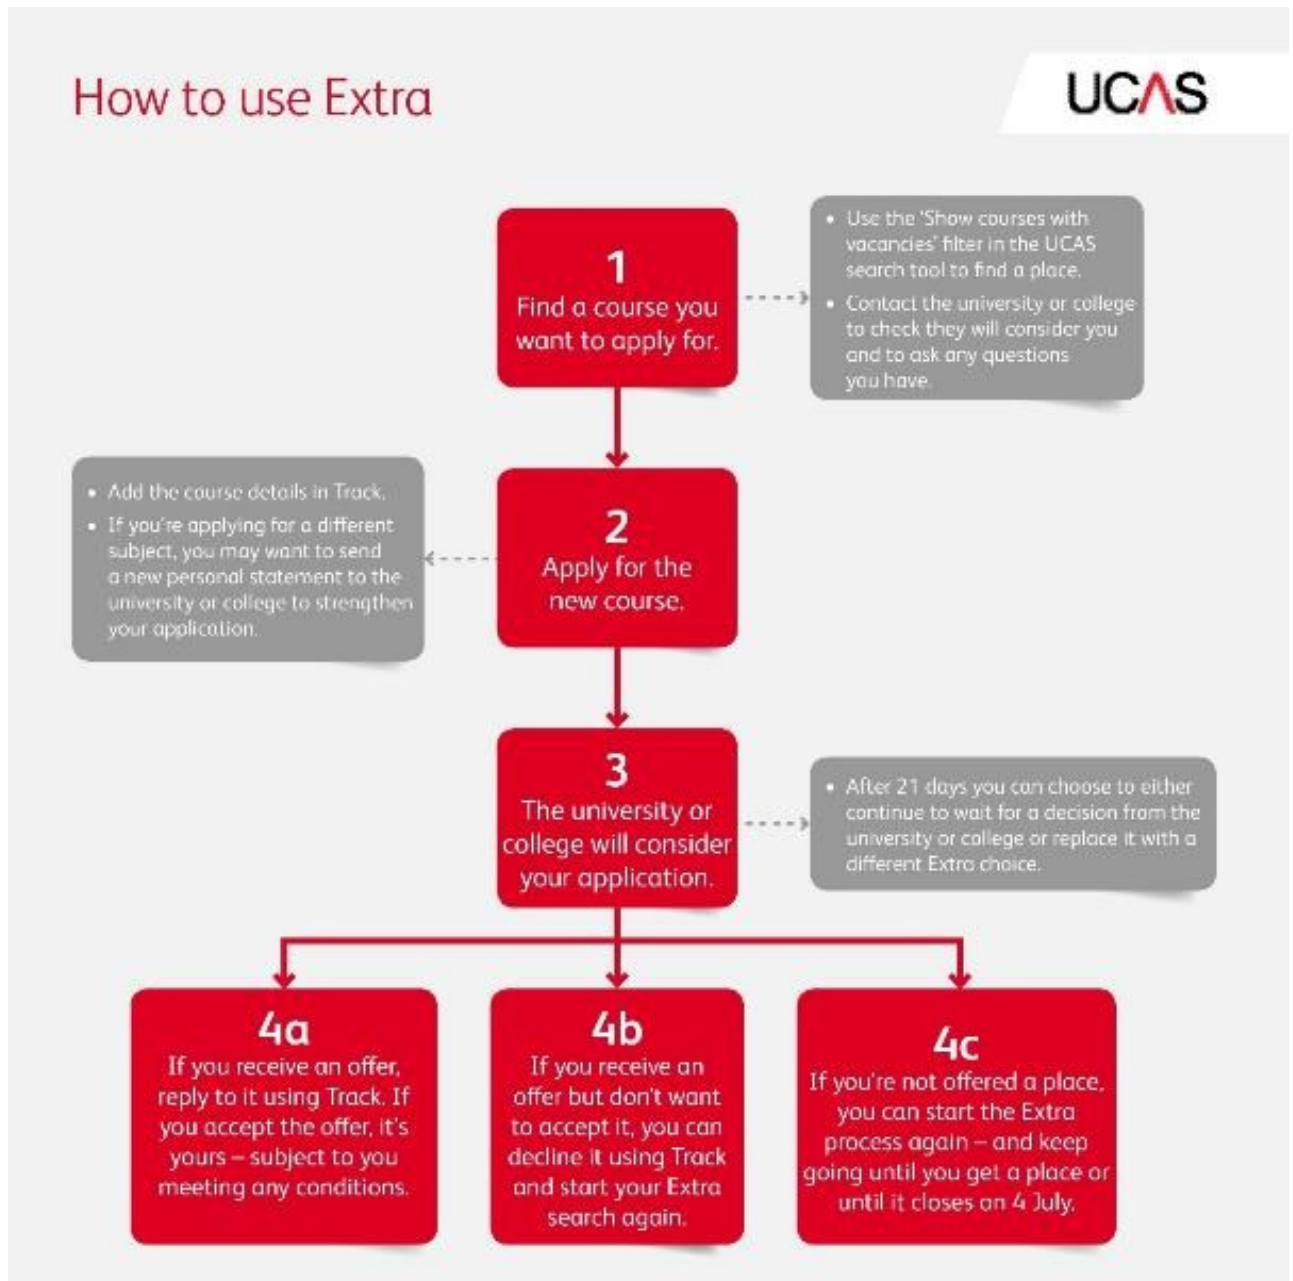 How to use Extra
UCAS
1
Find a course you
want to apply for.
• Use the 'Show courses with
vacancies' filter in the UCAS
search tool to find a place.
• Contact the university or college
to check they will consider you
and to ask any questions
you have.
2
Apply for the
new course.
• Add the course details in Track.
• If you're applying for a different
subject, you may want to send
a new personal statement to the
university or college to strengthen
your application.
3
The university or
college will consider
your application.
• After 21 days you can choose to either
continue to wait for a decision from the
university or college or replace it with a
different Extra choice.
4a
If you receive an offer,
reply to it using Track. If
you accept the offer, it's
yours – subject to you
meeting any conditions.
4b
If you receive an
offer but don't want
to accept it, you can
decline it using Track
and start your Extra
search again.
4c
If you're not offered a place,
you can start the Extra
process again – and keep
going until you get a place or
until it closes on 4 July.